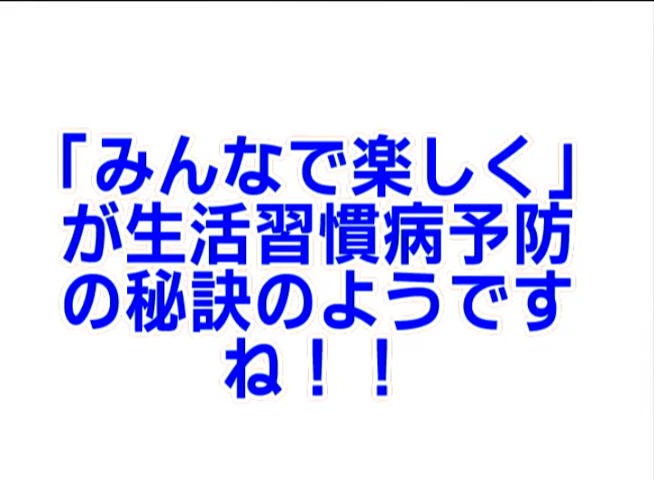 「みんなで楽しく」
が生活習慣病予防
の秘訣のようです
ね！！